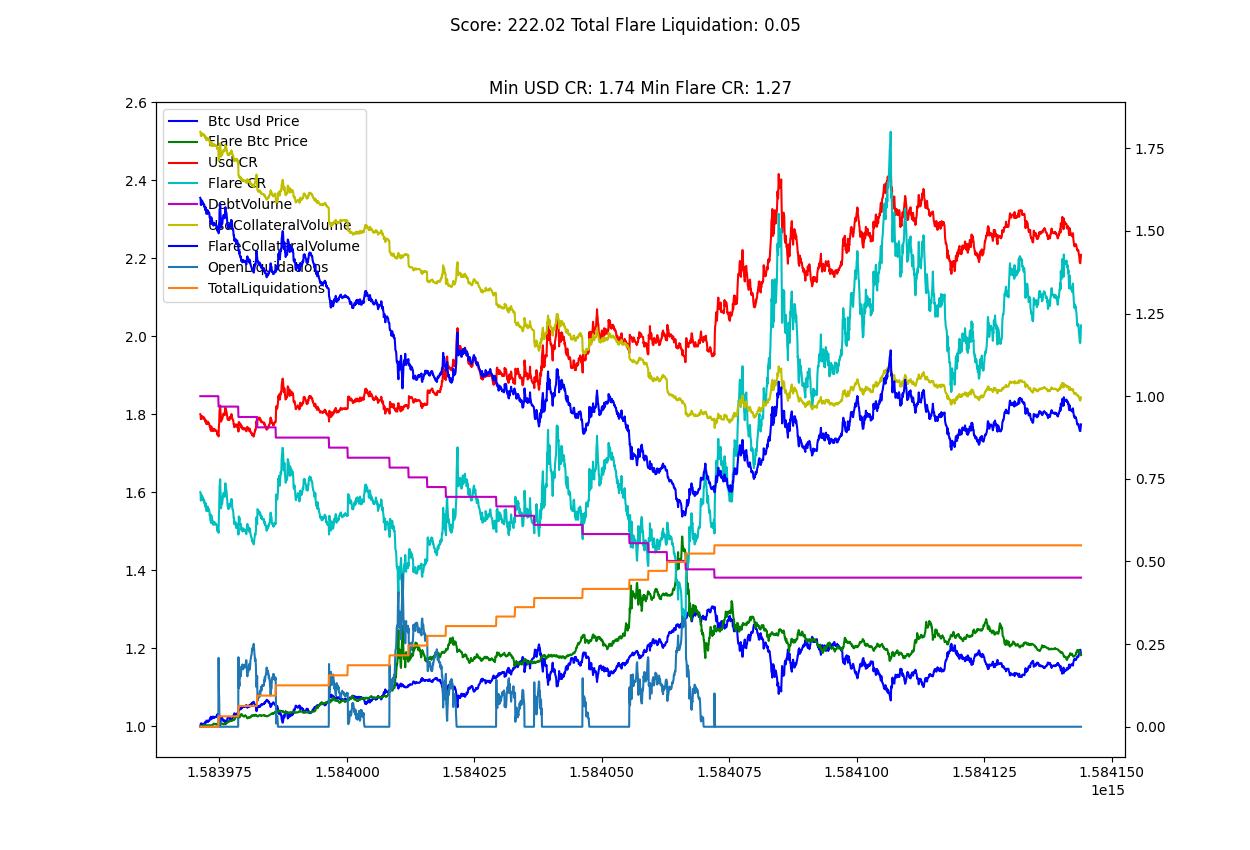 Score: 222.02 Total Flare Liquidation: 0.05
Min USD CR: 1.74 Min Flare CR: 1.27
Btc Usd Price
Flare Btc Price
Usd CR
Flare CR
DebtVolume
UsdCollateralVolume
FlareCollateralVolume
OpenLiquidations
TotalLiquidations
2.6
2.4
2.2
2.0
1.8
1.6
1.4
1.2
1.0
1.75
1.50
1.25
1.00
0.75
0.50
0.25
0.00
1.583975
1.584000
1.584025
1.584050
1.584075
1.584100
1.584125
1.584150
1e15